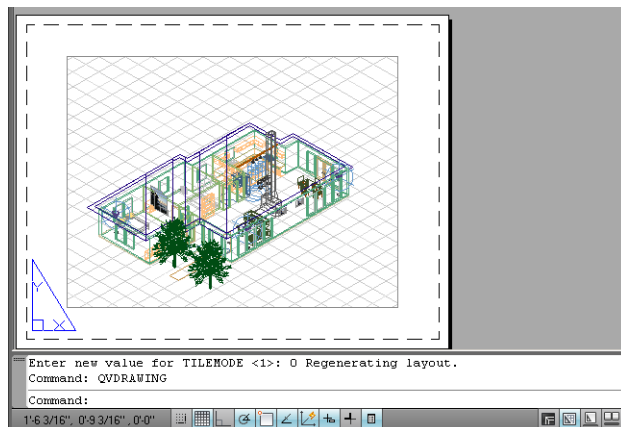 Y
X
Enter new value for TILEMODE <1>: 0 Regenerating layout.
Command: QVDRAWING
Command:
1'-6 3/16", 0'-9 3/16" , 0'-0"